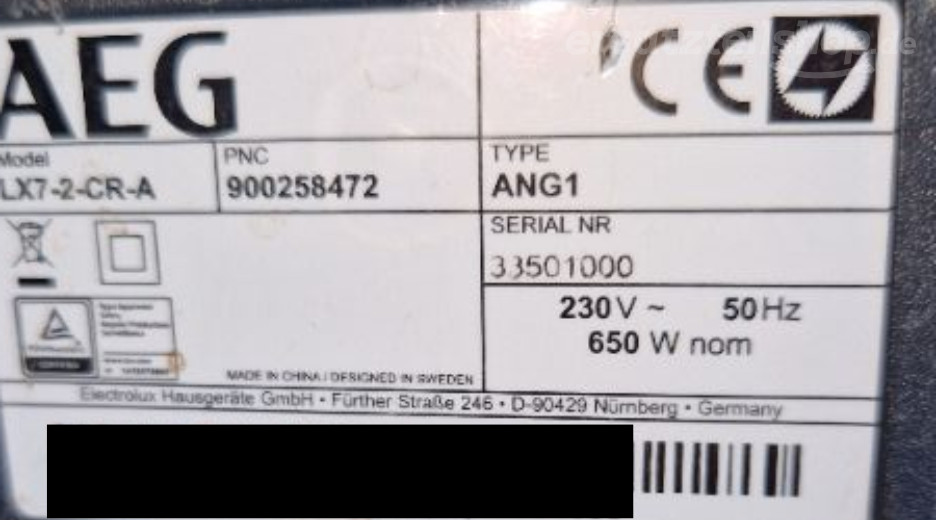 AEG
CE
Model
LX7-2-CR-A
PNC
900258472
TYPE
ANG1
SERIAL NR
33501000
230V ~ 50Hz
650 W nom
MADE IN CHINA / DESIGNED IN SWEDEN
Electrolux Hausgeräte GmbH • Fürther Straße 246 • D-90429 Nürnberg • Germany